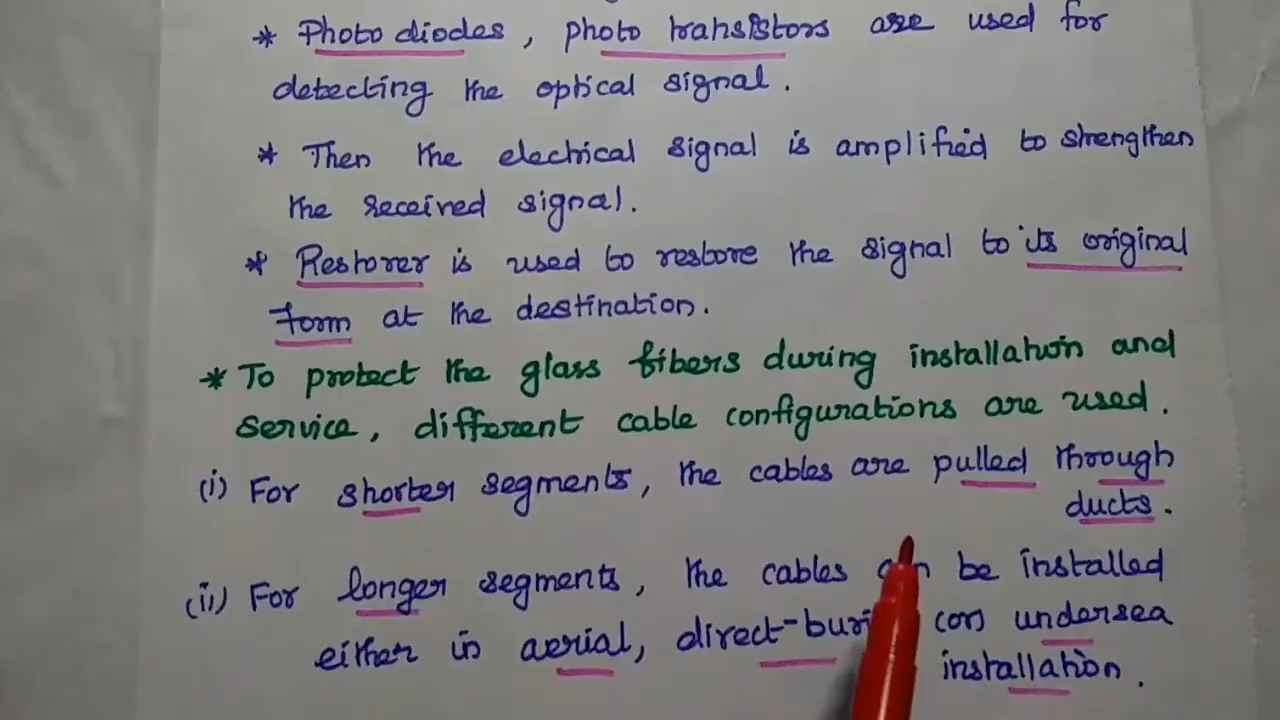 * Photo diodes, photo transistors are used for
detecting the optical signal.
* Then the electrical signal is amplified to strengthen
the received signal.
* Restorer is used to restore the signal to its original
form at the destination.
* To protect the glass fibers during installation and
service, different cable configurations are used.
(i) For shorter segments, the cables are pulled through
ducts.
(ii) For longer segments, the cables can be installed
either in aerial, direct-buri (or) undersea
installation.